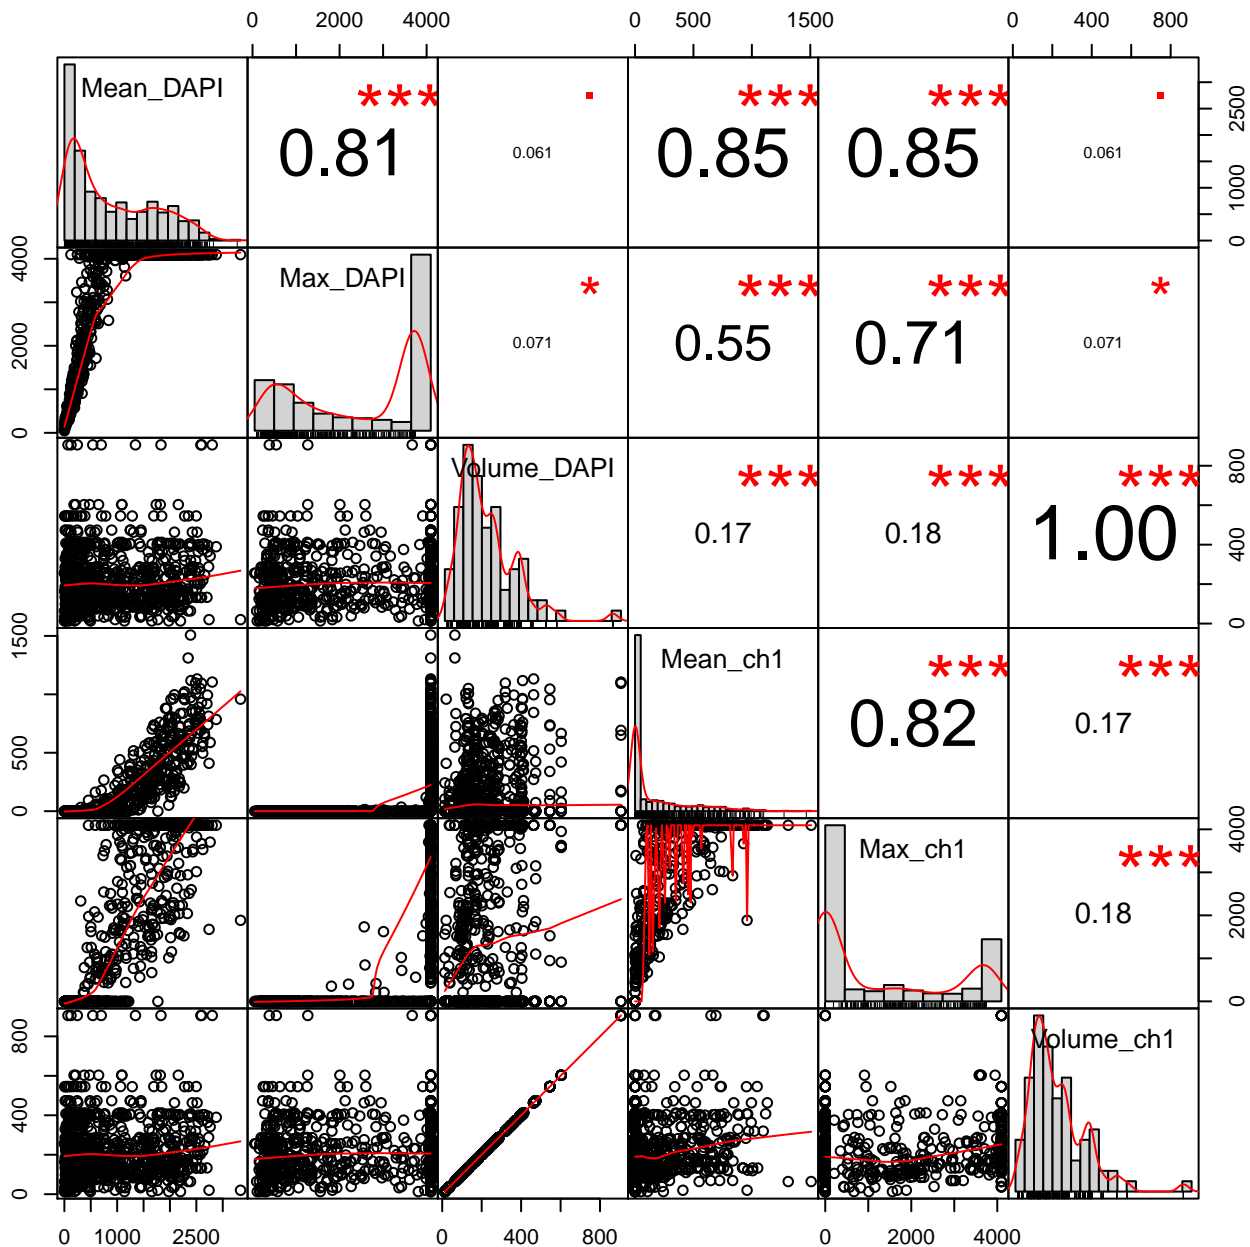 0 2000 4000 0 500 1500 0 400 800
Mean_DAPI *** 0.81 . 0.061 *** 0.85 *** 0.85 . 0.061 0 1000 2500
0 2000 4000 Max_DAPI * 0.071 *** 0.55 *** 0.71 * 0.071
Volume_DAPI *** 0.17 *** 0.18 *** 1.00 0 400 800
0 500 1500 Mean_ch1 *** 0.82 *** 0.17
Max_ch1 *** 0.18 0 2000 4000
0 400 800 Volume_ch1
0 1000 2500 0 400 800 0 2000 4000